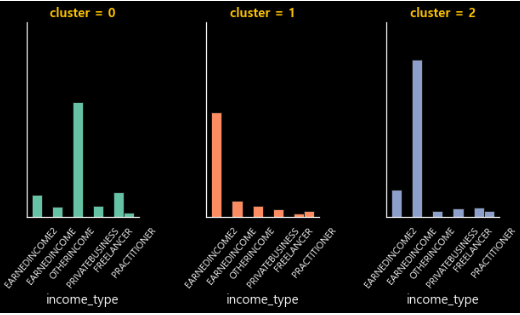 cluster = 0
EARNEDINCOME2
EARNEDINCOME
OTHERINCOME
PRIVATEBUSINESS
FREELANCER
PRACTITIONER
income_type
cluster = 1
EARNEDINCOME2
EARNEDINCOME
OTHERINCOME
PRIVATEBUSINESS
FREELANCER
PRACTITIONER
income_type
cluster = 2
EARNEDINCOME2
EARNEDINCOME
OTHERINCOME
PRIVATEBUSINESS
FREELANCER
PRACTITIONER
income_type